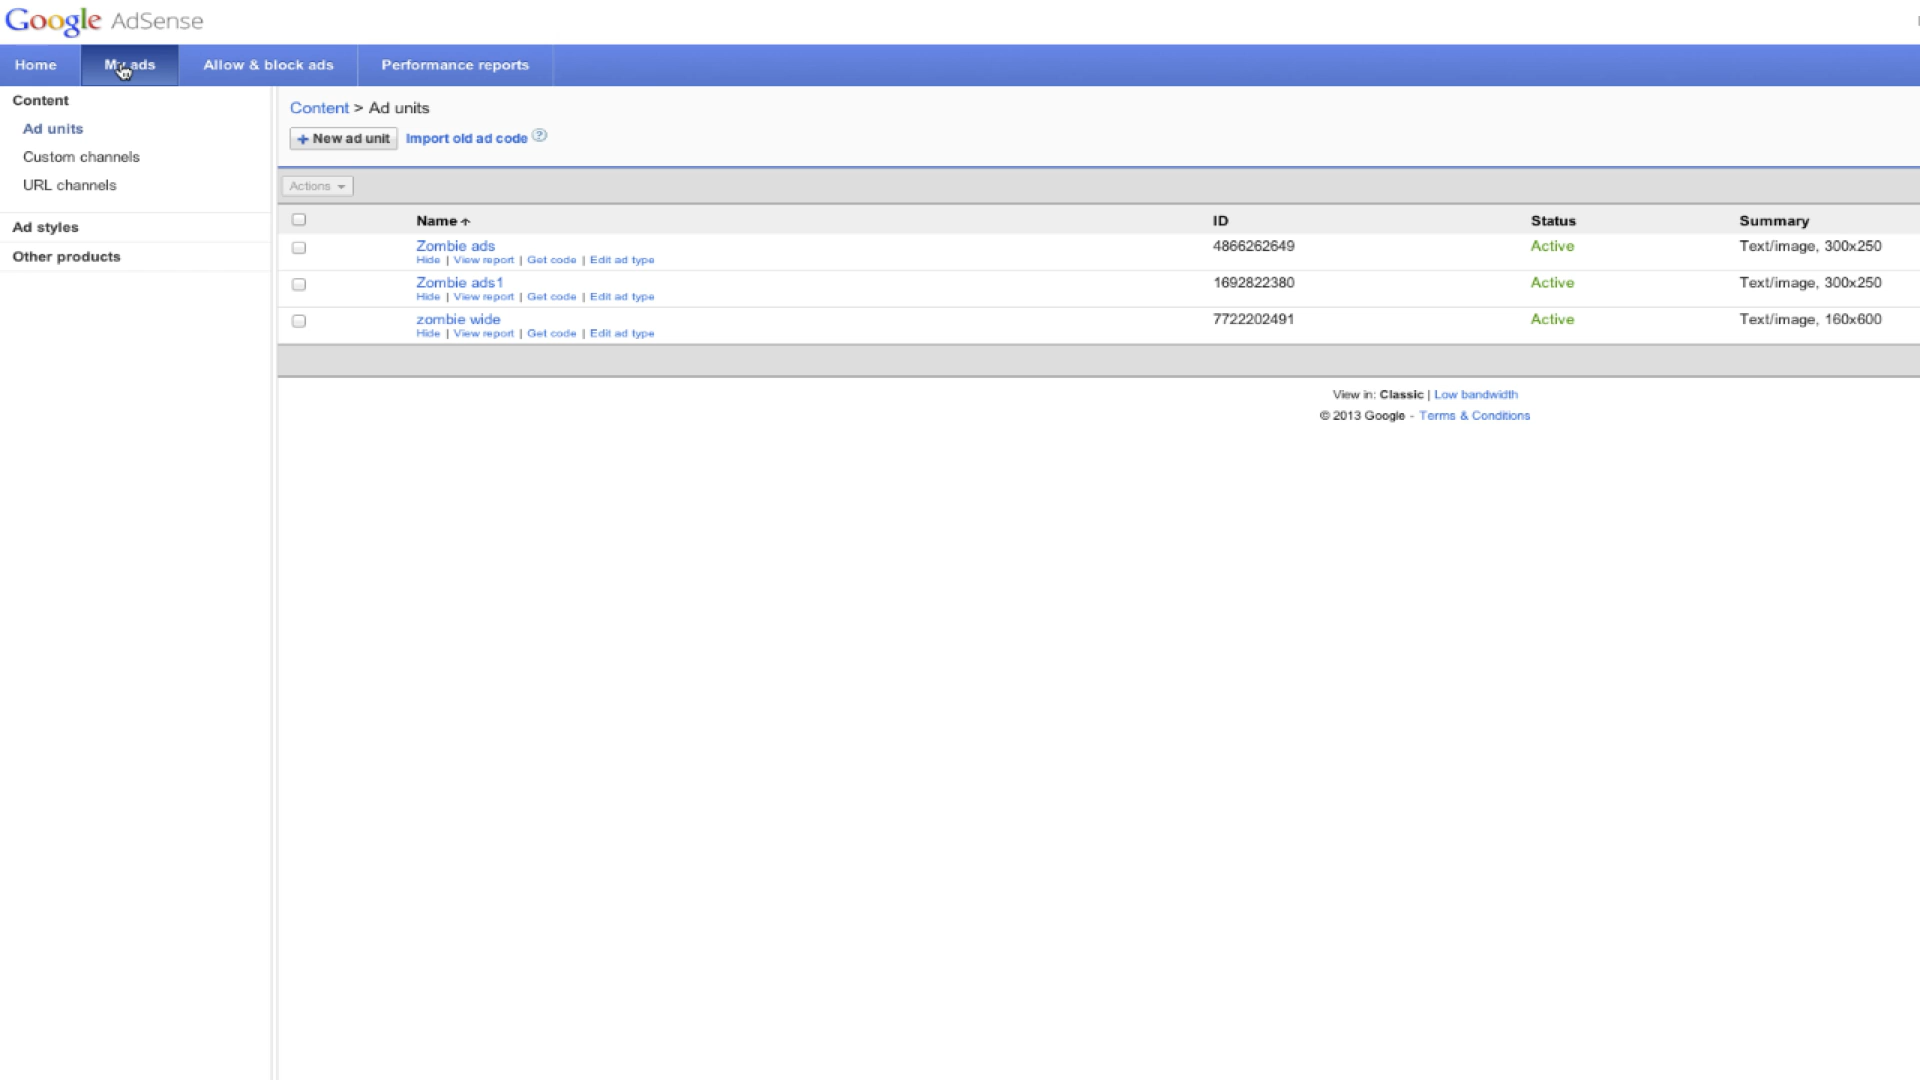 Google AdSense
Home My ads Allow & block ads Performance reports
Content
Ad units
Custom channels
URL channels
Ad styles
Other products
Content > Ad units
+ New ad unit Import old ad code ?
Actions
Name ID Status Summary
Zombie ads 4866262649 Active Text/image, 300x250
Hide | View report | Get code | Edit ad type
Zombie ads1 1692822380 Active Text/image, 300x250
Hide | View report | Get code | Edit ad type
zombie wide 7722202491 Active Text/image, 160x600
Hide | View report | Get code | Edit ad type
View in: Classic | Low bandwidth
© 2013 Google - Terms & Conditions